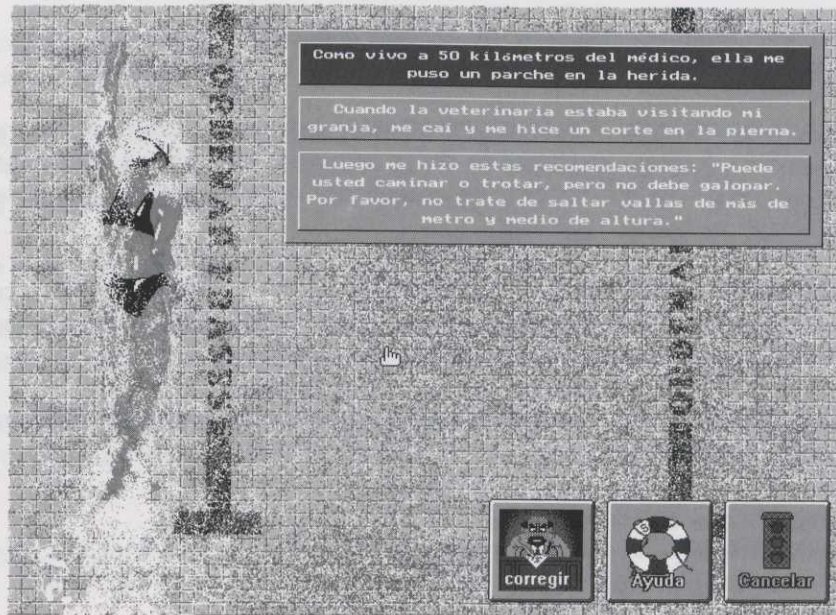 Como vivo a 50 kilómetros del médico, ella me
puso un parche en la herida.
Cuando la veterinaria estaba visitando mi
granja, me caí y me hice un corte en la pierna.
Luego me hizo estas recomendaciones: "Puede
usted caminar o trotar, pero no debe galopar.
Por favor, no trate de saltar vallas de más de
metro y medio de altura."
ORDENAR FRASES
corregir
Ayuda
Cancelar